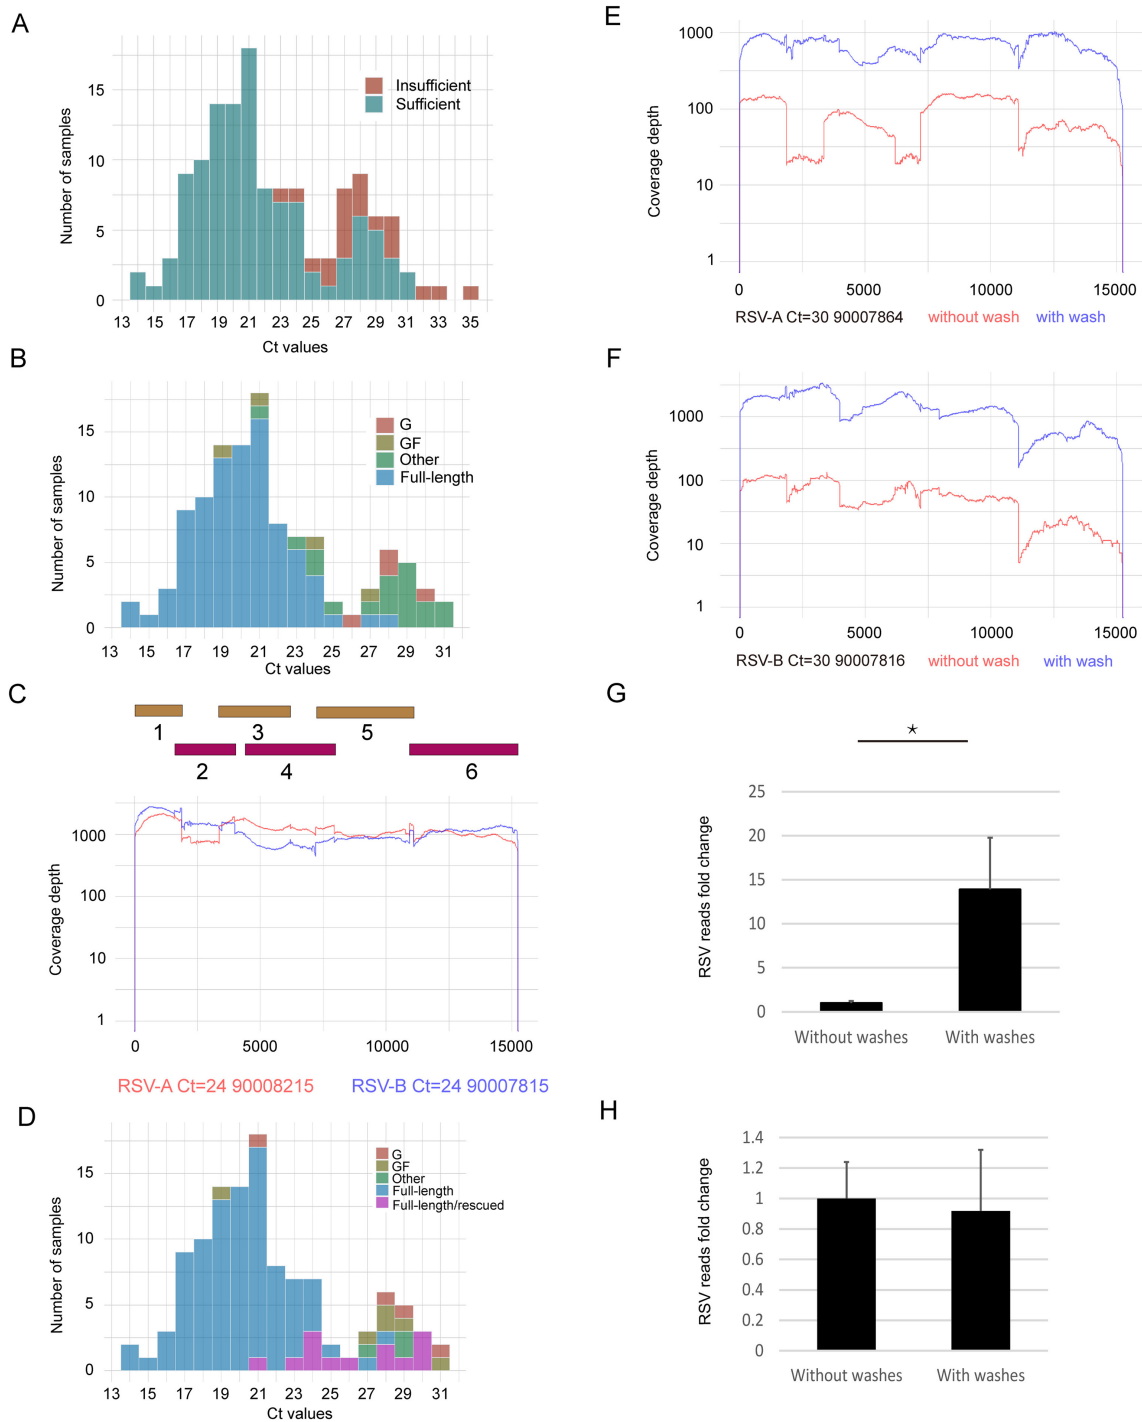 A
15
10
5
0
Number of samples
Insufficient
Sufficient
13 15 17 19 21 23 25 27 29 31 33 35
Ct values
B
15
10
5
0
Number of samples
G
GF
Other
Full-length
13 15 17 19 21 23 25 27 29 31
Ct values
C
1 3 5
2 4 6
1000
100
10
1
Coverage depth
0 5000 10000 15000
RSV-A Ct=24 90008215 RSV-B Ct=24 90007815
D
15
10
5
0
Number of samples
G
GF
Other
Full-length
Full-length/rescued
13 15 17 19 21 23 25 27 29 31
Ct values
E
1000
100
10
1
Coverage depth
0 5000 10000 15000
RSV-A Ct=30 90007864 without wash with wash
F
1000
100
10
1
Coverage depth
0 5000 10000 15000
RSV-B Ct=30 90007816 without wash with wash
G
*
25
20
15
10
5
0
RSV reads fold change
Without washes With washes
H
1.4
1.2
1
0.8
0.6
0.4
0.2
0
RSV reads fold change
Without washes With washes